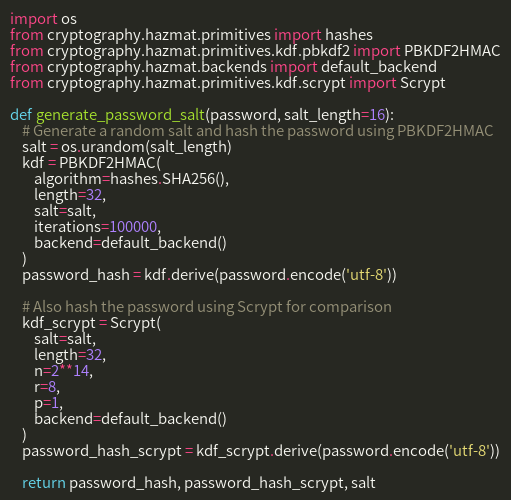 import os
from cryptography.hazmat.primitives import hashes
from cryptography.hazmat.primitives.kdf.pbkdf2 import PBKDF2HMAC
from cryptography.hazmat.backends import default_backend
from cryptography.hazmat.primitives.kdf.scrypt import Scrypt

def generate_password_salt(password, salt_length=16):
    # Generate a random salt and hash the password using PBKDF2HMAC
    salt = os.urandom(salt_length)
    kdf = PBKDF2HMAC(
        algorithm=hashes.SHA256(),
        length=32,
        salt=salt,
        iterations=100000,
        backend=default_backend()
    )
    password_hash = kdf.derive(password.encode('utf-8'))

    # Also hash the password using Scrypt for comparison
    kdf_scrypt = Scrypt(
        salt=salt,
        length=32,
        n=2**14,
        r=8,
        p=1,
        backend=default_backend()
    )
    password_hash_scrypt = kdf_scrypt.derive(password.encode('utf-8'))

    return password_hash, password_hash_scrypt, salt